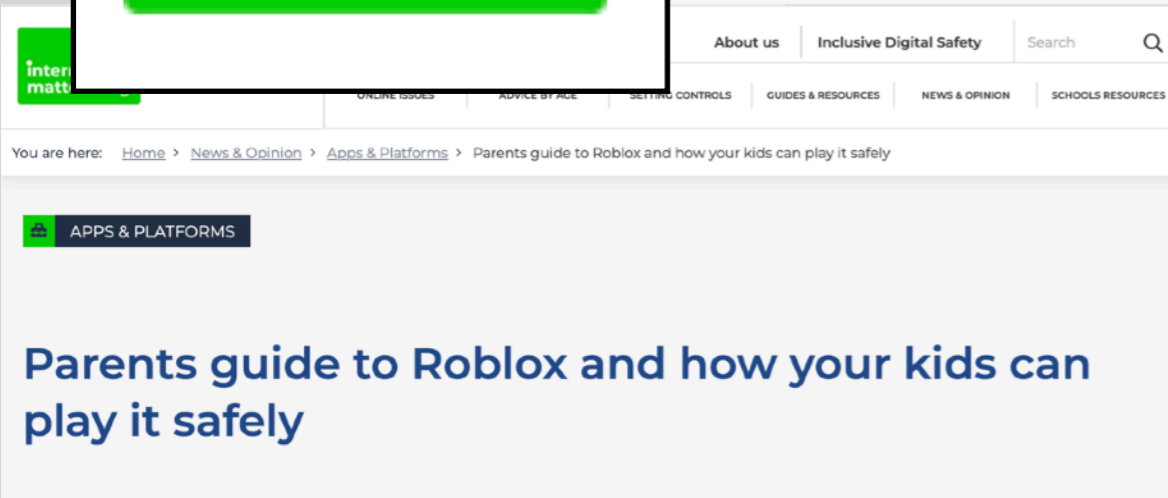 About us
Inclusive Digital Safety
Search
ONLINE ISSUES
ADVICE BY AGE
SETTING CONTROLS
GUIDES & RESOURCES
NEWS & OPINION
SCHOOLS RESOURCES
You are here: Home > News & Opinion > Apps & Platforms > Parents guide to Roblox and how your kids can play it safely
APPS & PLATFORMS
Parents guide to Roblox and how your kids can
play it safely